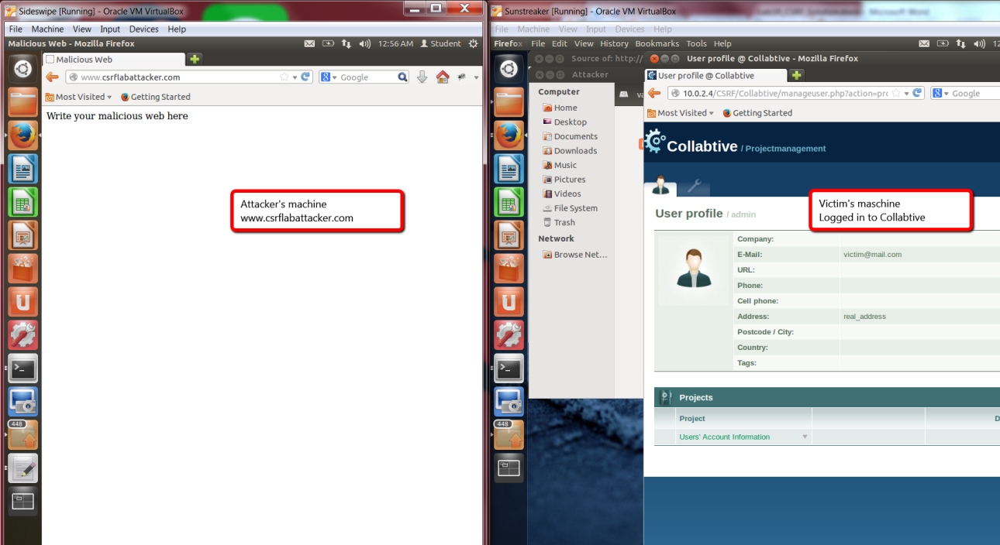 Sideswipe [Running] - Oracle VM VirtualBox
File Machine View Input Devices Help
Malicious Web - Mozilla Firefox
12:56 AM
Student
Malicious Web
www.csrflabattacker.com
Google
Most Visited
Getting Started
Write your malicious web here
Attacker's machine
www.csrflabattacker.com
448
Sunstreaker [Running] - Oracle VM VirtualBox
Microsoft Word
File Machine View Input Devices Help
Firefox File Edit View History Bookmarks Tools Help
12
Source of: http://
Attacker
Computer
Home
Desktop
Documents
Downloads
Music
Pictures
Videos
File System
Trash
Network
Browse Net...
va
User profile @ Collabtive - Mozilla Firefox
User profile @ Collabtive
10.0.2.4/CSRF/Collabtive/manageuser.php?action=pro
Google
Most Visited
Getting Started
Collabtive / Projectmanagement
User profile / admin
Victim's maschine
Logged in to Collabtive
Company:
E-Mail: victim@mail.com
URL:
Phone:
Cell phone:
Address: real_address
Postcode / City:
Country:
Tags:
Projects
Project
D
Users' Account Information
448